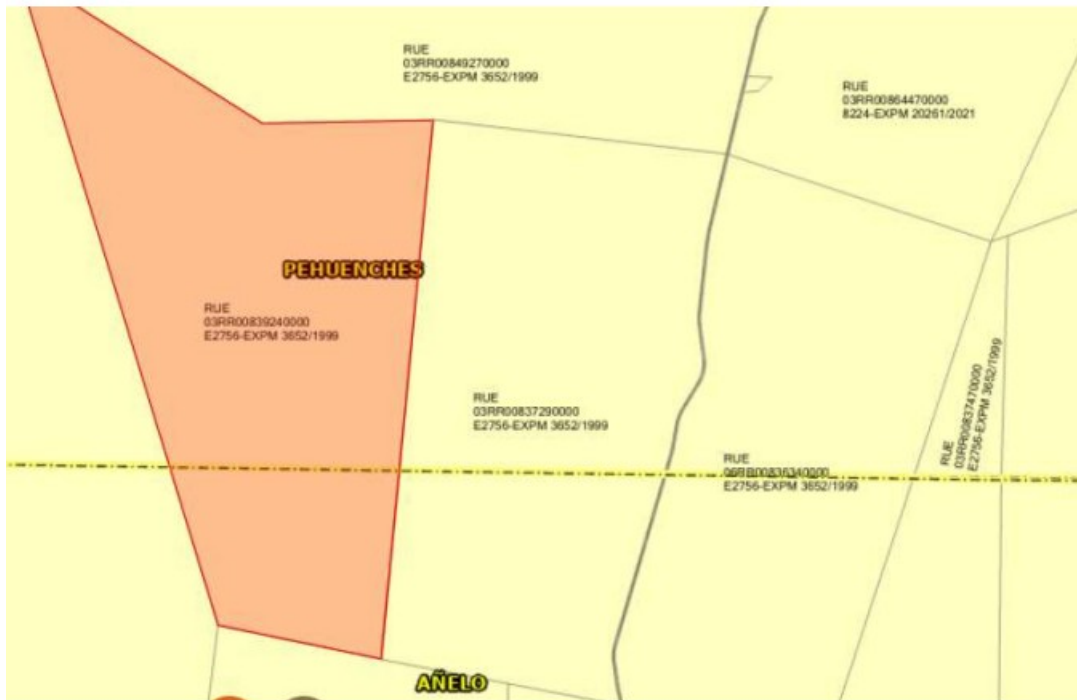 RUE
03RR00849270000
E2756-EXPM 3652/1999
RUE
03RR00864470000
8224-EXPM 20261/2021
PEHUENCHES
RUE
03RR00839240000
E2756-EXPM 3652/1999
RUE
03RR00837290000
E2756-EXPM 3652/1999
RUE
03RR00837470000
E2756-EXPM 3652/1999
RUE
E2756-EXPM 3652/1999
AÑELO